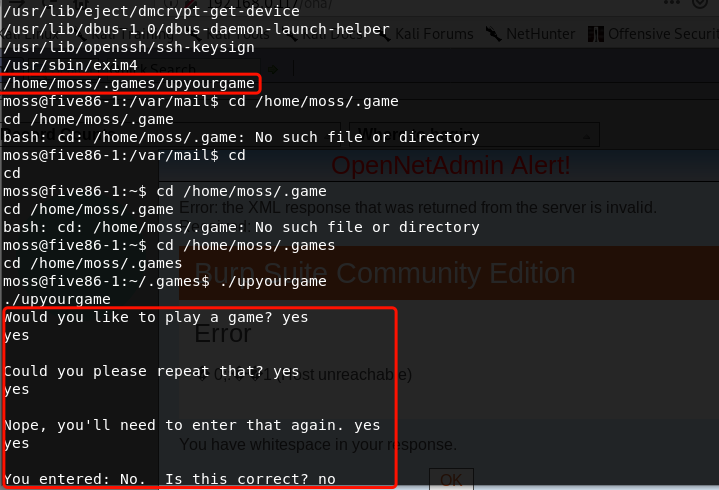 192.168.0.117/ona/
/usr/lib/eject/dmcrypt-get-device
/usr/lib/dbus-1.0/dbus-daemon-launch-helper
Kali Forums NetHunter Offensive Securi
/usr/lib/openssh/ssh-keysign
/usr/sbin/exim4
Search
/home/moss/.games/upyourgame
moss@five86-1:/var/mail$ cd /home/moss/.game
cd /home/moss/.game
bash: cd: /home/moss/.game: No such file or directory
moss@five86-1:/var/mail$ cd
OpenNetAdmin Alert!
cd
moss@five86-1:~$ cd /home/moss/.game
cd /home/moss/.game
Error: the XML response that was returned from the server is invalid.
bash: cd: /home/moss/.game: No such file or directory
moss@five86-1:~$ cd /home/moss/.games
cd /home/moss/.games
Burp Suite Community Edition
moss@five86-1:~/.games$ ./upyourgame
./upyourgame
Would you like to play a game? yes
Error
yes
Could you please repeat that? yes
unreachable)
yes
Nope, you'll need to enter that again. yes
yes
You have whitespace in your response.
You entered: No.  Is this correct? no
OK